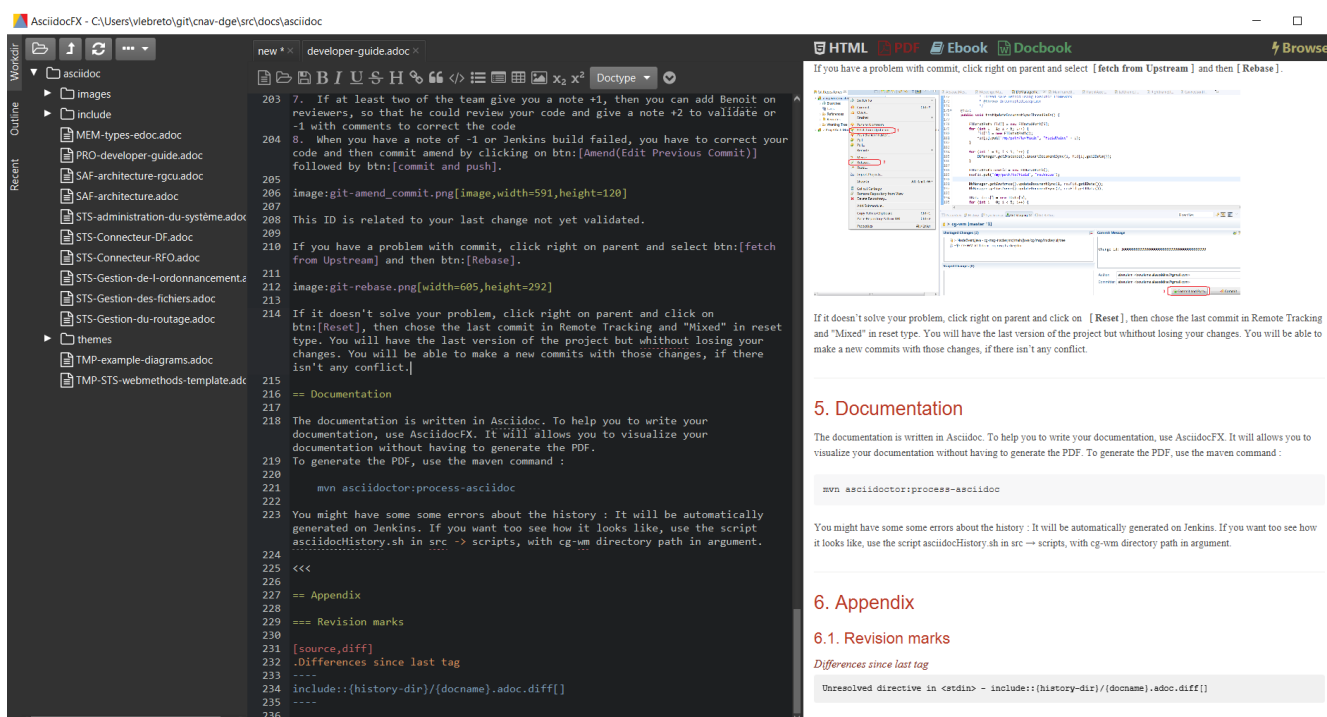 AsciidocFX - C:\Users\vlebreto\git\cnav-dge\src\docs\asciidoc
Workdir
Outline
Recent
asciidoc
images
include
MEM-types-edoc.adoc
PRO-developer-guide.adoc
SAF-architecture-rgcu.adoc
SAF-architecture.adoc
STS-administration-du-système.adoc
STS-Connecteur-DF.adoc
STS-Connecteur-RFO.adoc
STS-Gestion-de-l-ordonnancement.a
STS-Gestion-des-fichiers.adoc
STS-Gestion-du-routage.adoc
themes
TMP-example-diagrams.adoc
TMP-STS-webmethods-template.adc
new * × developer-guide.adoc ×
B I U S H x2 x2 Doctype
203 7. If at least two of the team give you a note +1, then you can add Benoit on
reviewers, so that he could review your code and give a note +2 to validate or
-1 with comments to correct the code
204 8. When you have a note of -1 or Jenkins build failed, you have to correct your
code and then commit amend by clicking on btn:[Amend(Edit Previous Commit)]
followed by btn:[commit and push].
205
206 image:git-amend_commit.png[image,width=591,height=120]
207
208 This ID is related to your last change not yet validated.
209
210 If you have a problem with commit, click right on parent and select btn:[fetch
from Upstream] and then btn:[Rebase].
211
212 image:git-rebase.png[width=605,height=292]
213
214 If it doesn't solve your problem, click right on parent and click on
btn:[Reset], then chose the last commit in Remote Tracking and "Mixed" in reset
type. You will have the last version of the project but whithout losing your
changes. You will be able to make a new commits with those changes, if there
isn't any conflict.
215
216 == Documentation
217
218 The documentation is written in Asciidoc. To help you to write your
documentation, use AsciidocFX. It will allows you to visualize your
documentation without having to generate the PDF.
219 To generate the PDF, use the maven command :
220
221 mvn asciidoctor:process-asciidoc
222
223 You might have some some errors about the history : It will be automatically
generated on Jenkins. If you want too see how it looks like, use the script
asciidocHistory.sh in src -> scripts, with cg-wm directory path in argument.
224
225 <<<
226
227 == Appendix
228
229 === Revision marks
230
231 [source,diff]
232 .Differences since last tag
233 ----
234 include::{history-dir}/{docname}.adoc.diff[]
235 ----
236
HTML PDF Ebook Docbook Browse
If you have a problem with commit, click right on parent and select [fetch from Upstream] and then [Rebase].
If it doesn't solve your problem, click right on parent and click on [Reset], then chose the last commit in Remote Tracking
and "Mixed" in reset type. You will have the last version of the project but whithout losing your changes. You will be able to
make a new commits with those changes, if there isn't any conflict.
5. Documentation
The documentation is written in Asciidoc. To help you to write your documentation, use AsciidocFX. It will allows you to
visualize your documentation without having to generate the PDF. To generate the PDF, use the maven command :
mvn asciidoctor:process-asciidoc
You might have some some errors about the history : It will be automatically generated on Jenkins. If you want too see how
it looks like, use the script asciidocHistory.sh in src → scripts, with cg-wm directory path in argument.
6. Appendix
6.1. Revision marks
Differences since last tag
Unresolved directive in <stdin> - include::{history-dir}/{docname}.adoc.diff[]